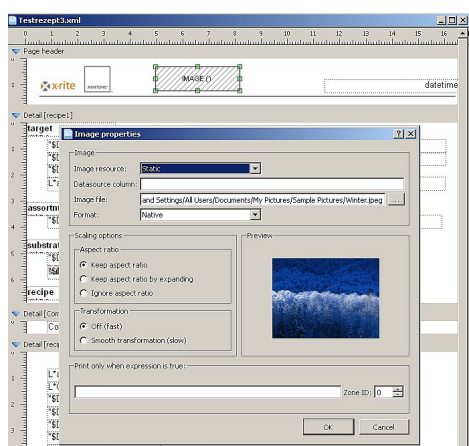 Testrezept3.xml
0 1 2 3 4 5 6 7 8 9 10 11 12 13 14 15 16
Page header
x-rite PANTONE IMAGE () datetime
Detail [recipe1]
target
Image properties
Image
Image resource: Static
Datasource column:
Image file: and Settings/All Users/Documents/My Pictures/Sample Pictures/Winter.jpeg ...
Format: Native
Scaling options
Preview
Aspect ratio
Keep aspect ratio
Keep aspect ratio by expanding
Ignore aspect ratio
Transformation
Off (fast)
Smooth transformation (slow)
Print only when expression is true:
Zone ID: 0
OK Cancel
"$D
"$D
"$D
L*a
assortm
"$D
substrat
"$D
recipe
Detail [Com
Co
Detail [recip
L*a
"$D
"$D
"$D